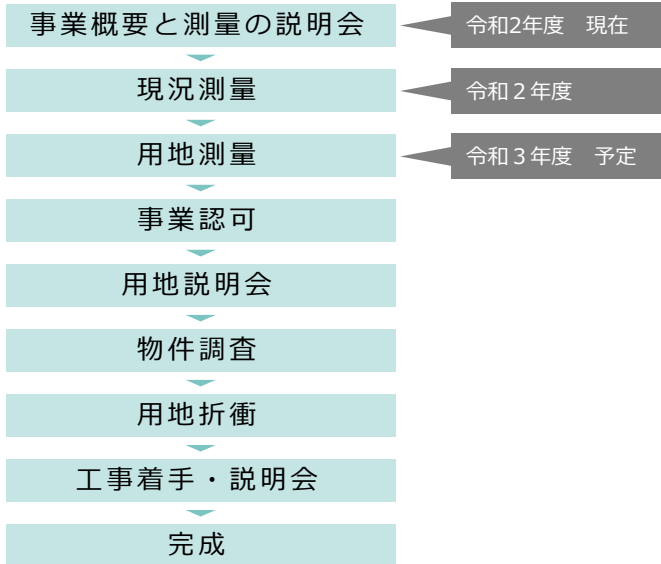 事業概要と測量の説明会
令和2年度　現在
現況測量
令和２年度
用地測量
令和３年度　予定
事業認可
用地説明会
物件調査
用地折衝
工事着手・説明会
完成